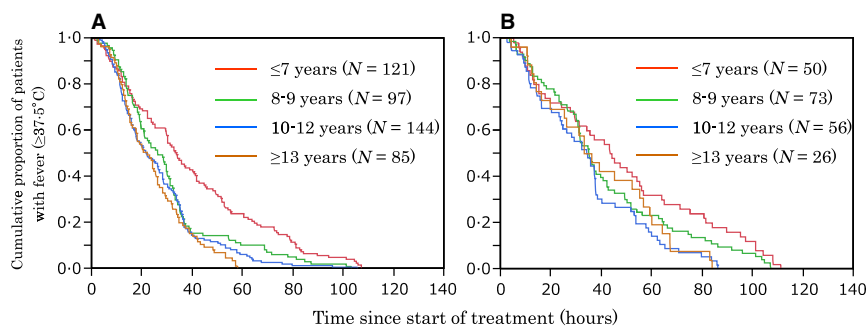 A
B
Cumulative proportion of patients
with fever (≥37·5°C)
1·0
0·8
0·6
0·4
0·2
0·0
≤7 years (N = 121)
8-9 years (N = 97)
10-12 years (N = 144)
≥13 years (N = 85)
0 20 40 60 80 100 120 140
1·0
0·8
0·6
0·4
0·2
0·0
≤7 years (N = 50)
8-9 years (N = 73)
10-12 years (N = 56)
≥13 years (N = 26)
0 20 40 60 80 100 120 140
Time since start of treatment (hours)